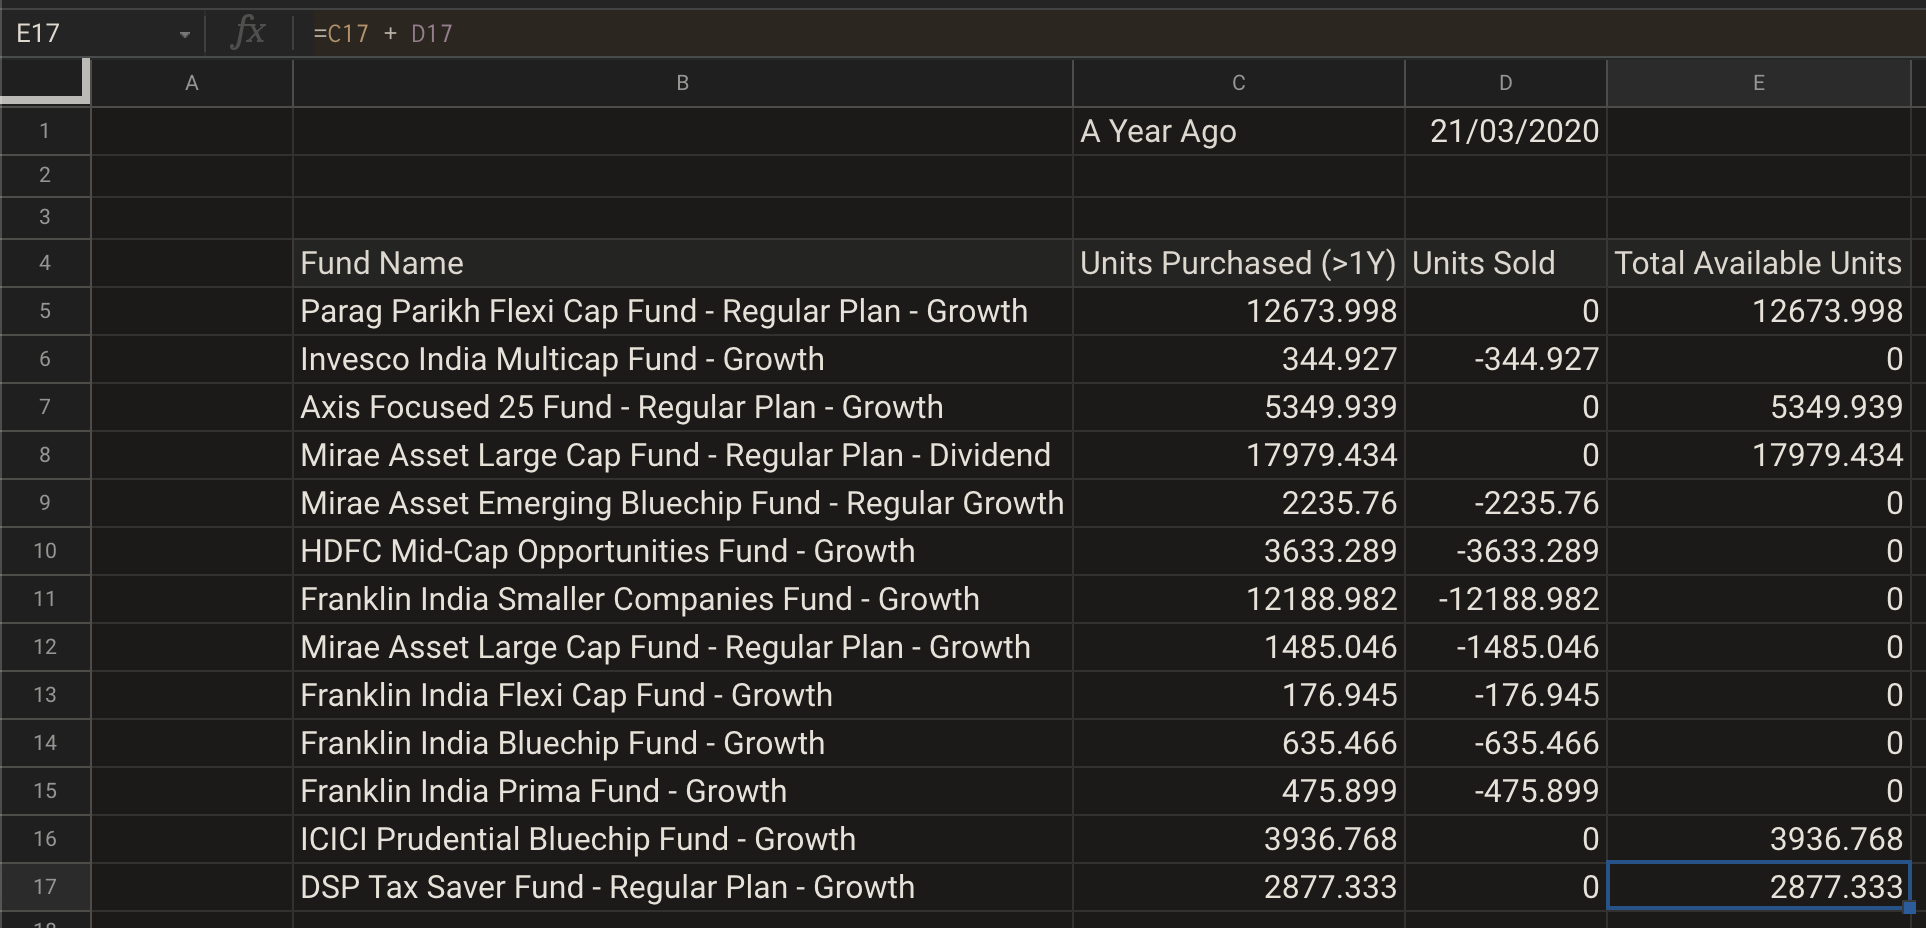 E17 fx =C17 + D17
A B C D E
1 A Year Ago 21/03/2020
2
3
4 Fund Name Units Purchased (>1Y) Units Sold Total Available Units
5 Parag Parikh Flexi Cap Fund - Regular Plan - Growth 12673.998 0 12673.998
6 Invesco India Multicap Fund - Growth 344.927 -344.927 0
7 Axis Focused 25 Fund - Regular Plan - Growth 5349.939 0 5349.939
8 Mirae Asset Large Cap Fund - Regular Plan - Dividend 17979.434 0 17979.434
9 Mirae Asset Emerging Bluechip Fund - Regular Growth 2235.76 -2235.76 0
10 HDFC Mid-Cap Opportunities Fund - Growth 3633.289 -3633.289 0
11 Franklin India Smaller Companies Fund - Growth 12188.982 -12188.982 0
12 Mirae Asset Large Cap Fund - Regular Plan - Growth 1485.046 -1485.046 0
13 Franklin India Flexi Cap Fund - Growth 176.945 -176.945 0
14 Franklin India Bluechip Fund - Growth 635.466 -635.466 0
15 Franklin India Prima Fund - Growth 475.899 -475.899 0
16 ICICI Prudential Bluechip Fund - Growth 3936.768 0 3936.768
17 DSP Tax Saver Fund - Regular Plan - Growth 2877.333 0 2877.333
18